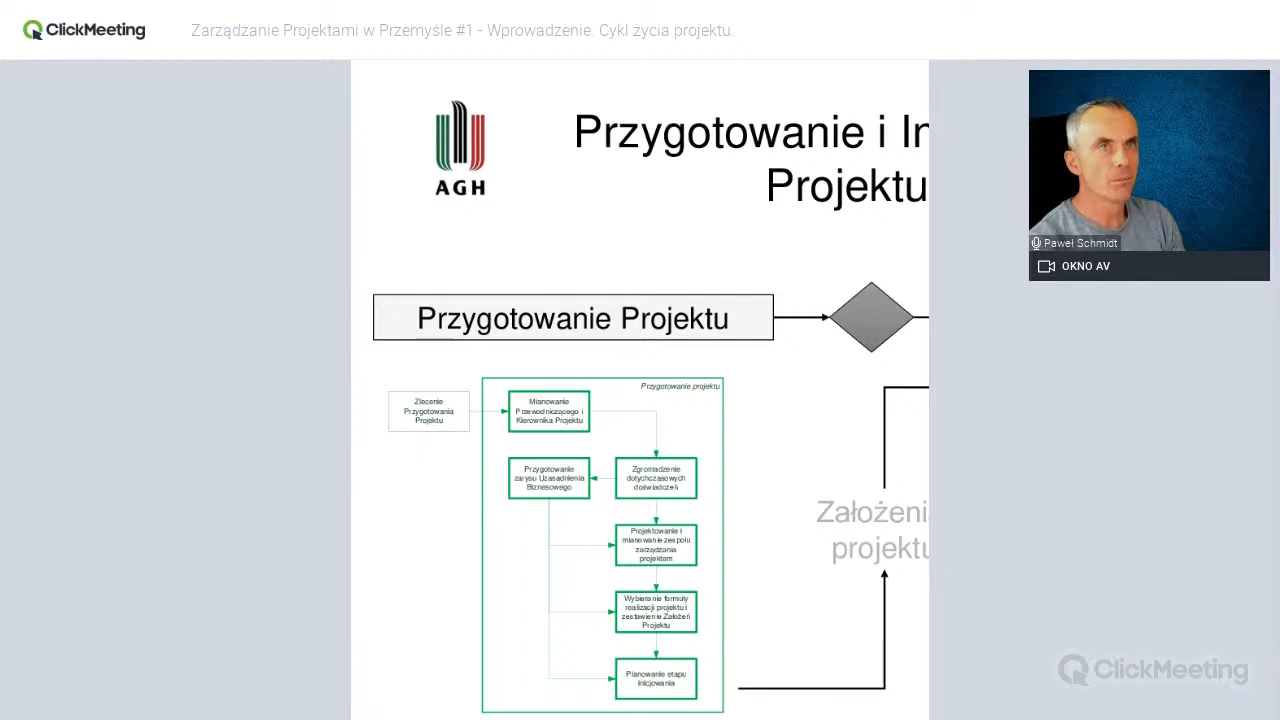 ClickMeeting
Zarządzanie Projektami w Przemyśle #1 - Wprowadzenie. Cykl życia projektu.
AGH
Przygotowanie i In
Projektu
Paweł Schmidt
OKNO AV
Przygotowanie Projektu
Przygotowanie projektu
Zlecenie
Przygotowania
Projektu
Mianowanie
Przewodniczącego i
Kierownika Projektu
Przygotowanie
zarysu Uzasadnienia
Biznesowego
Zgromadzenie
dotychczasowych
doświadczeń
Projektowanie i
mianowanie zespołu
zarządzania
projektem
Wybieranie formuły
realizacji projektu i
zestawienie Założeń
Projektu
Planowanie etapu
Inicjowania
Założeni
projektu
ClickMeeting